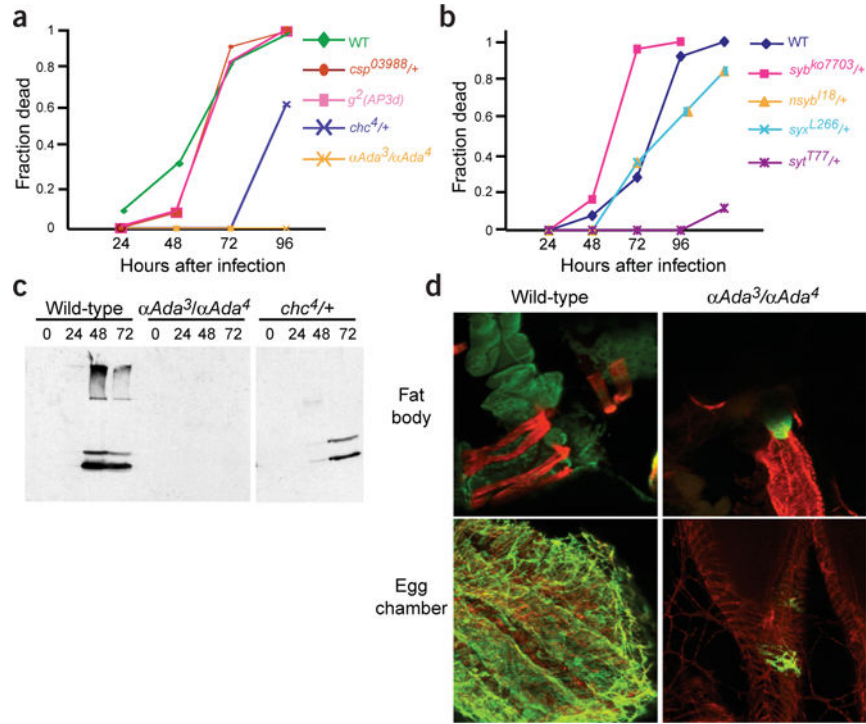 a
Fraction dead
1
0.8
0.6
0.4
0.2
0
24 48 72 96
Hours after infection
WT
csp⁰³⁹⁸⁸/+
g²(AP3d)
chc⁴/+
αAda³/αAda⁴
b
Fraction dead
1.0
0.8
0.6
0.4
0.2
0
24 48 72 96
Hours after infection
WT
sybᵏᵒ⁷⁷⁰³/+
nsybᴵ¹⁸/+
syxᴸ²⁶⁶/+
sytᵀ⁷⁷/+
c
Wild-type αAda³/αAda⁴ chc⁴/+
0 24 48 72 0 24 48 72 0 24 48 72
d
Wild-type αAda³/αAda⁴
Fat
body
Egg
chamber